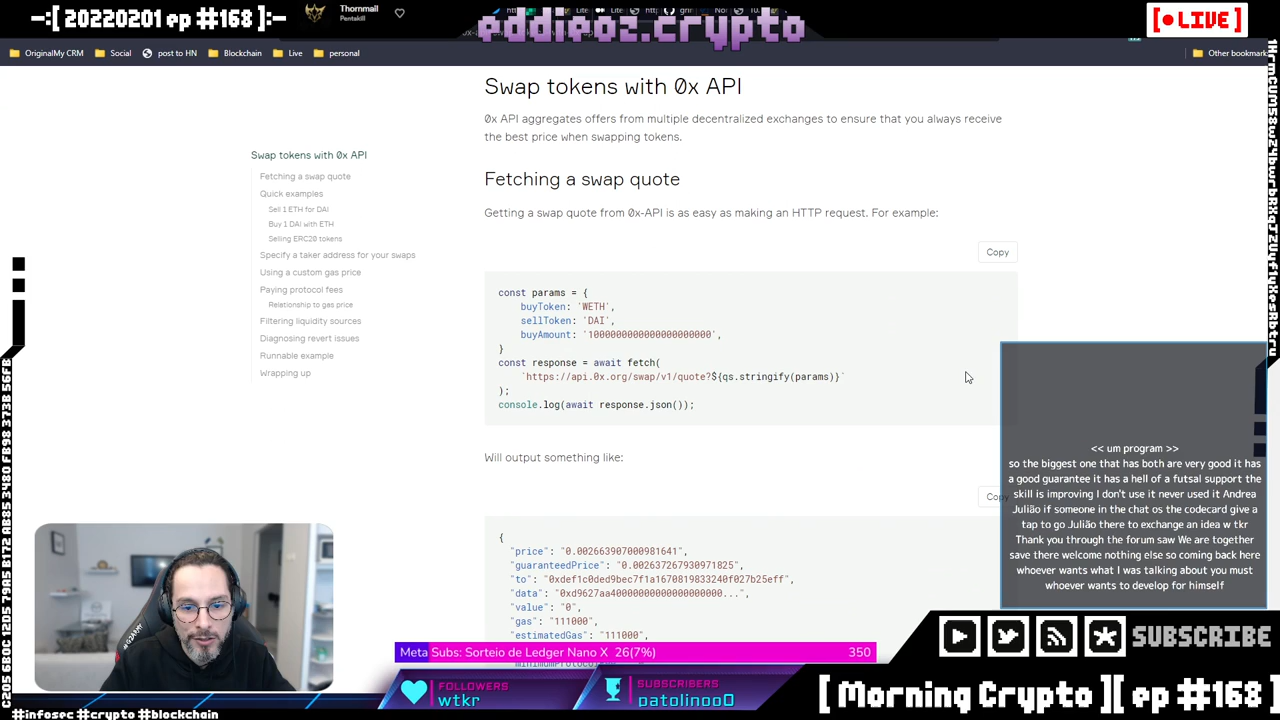 -:[ 20220201 ep #168 ]:-
Thornmall
Pentakill
eddieoz.crypto
[ LIVE ]
OriginalMy CRM
Social
post to HN
Blockchain
Live
personal
Other bookmark
Swap tokens with 0x API
0x API aggregates offers from multiple decentralized exchanges to ensure that you always receive
the best price when swapping tokens.
Swap tokens with 0x API
Fetching a swap quote
Quick examples
Sell 1 ETH for DAI
Buy 1 DAI with ETH
Selling ERC20 tokens
Specify a taker address for your swaps
Using a custom gas price
Paying protocol fees
Relationship to gas price
Filtering liquidity sources
Diagnosing revert issues
Runnable example
Wrapping up
Fetching a swap quote
Getting a swap quote from 0x-API is as easy as making an HTTP request. For example:
Copy
const params = {
buyToken: 'WETH',
sellToken: 'DAI',
buyAmount: '1000000000000000000000',
}
const response = await fetch(
`https://api.0x.org/swap/v1/quote?${qs.stringify(params)}`
);
console.log(await response.json());
Will output something like:
Cop
{
"price": "0.002663907000981641",
"guaranteedPrice": "0.002637267930971825",
"to": "0xdef1c0ded9bec7f1a1670819833240f027b25eff",
"data": "0xd9627aa40000000000000000000...",
"value": "0",
"gas": "111000",
"estimatedGas": "111000",
<< um program >>
so the biggest one that has both are very good it has
a good guarantee it has a hell of a futsal support the
skill is improving I don't use it never used it Andrea
Julião if someone in the chat os the codecard give a
tap to go Julião there to exchange an idea w tkr
Thank you through the forum saw We are together
save there welcome nothing else so coming back here
whoever wants what I was talking about you must
whoever wants to develop for himself
Meta Subs: Sorteio de Ledger Nano X 26(7%)
350
FOLLOWERS
wtkr
SUBSCRIBERS
patolinoo0
SUBSCRIBE
[ Morning Crypto ][ ep #168 ]
#infosec #crypto #blockchain